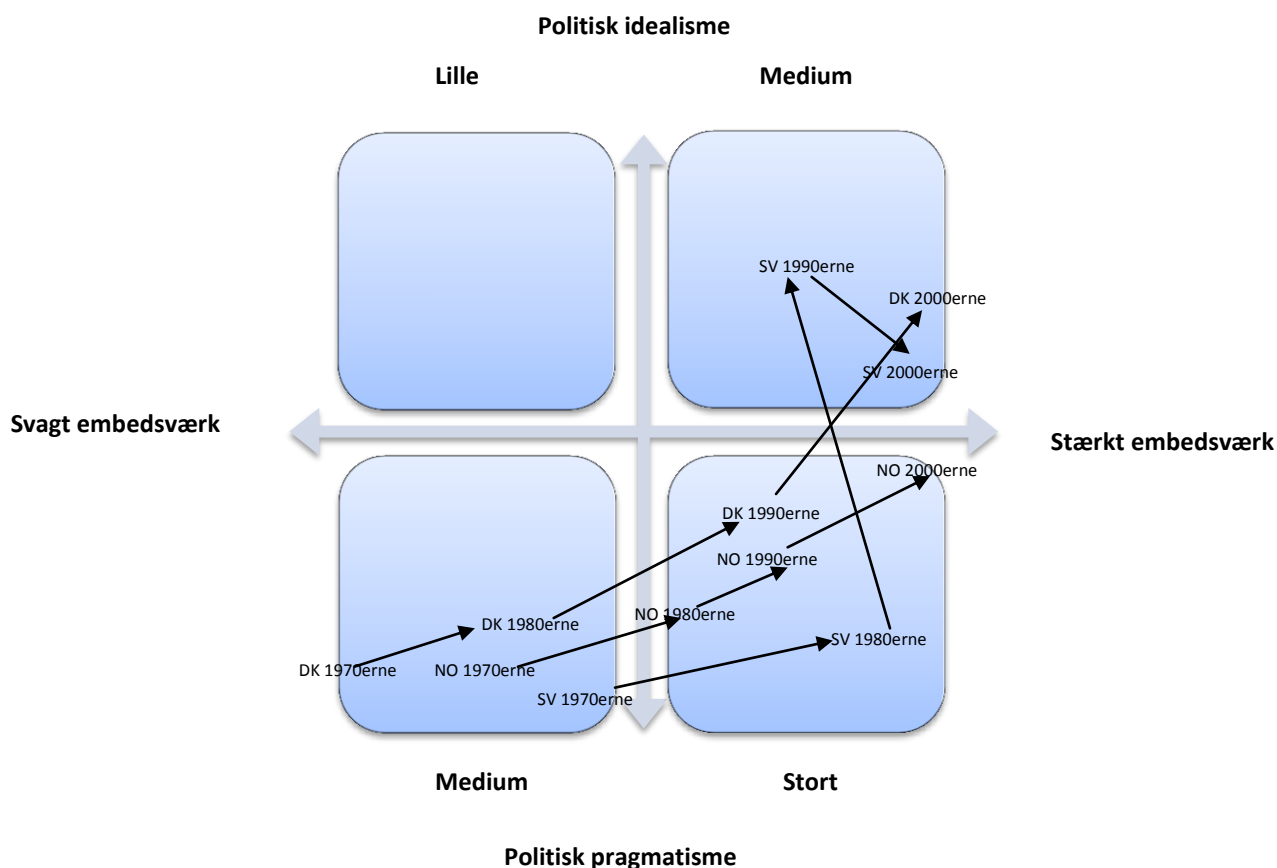 Politisk idealisme
Lille
Medium
SV 1990erne
DK 2000erne
SV 2000erne
Svagt embedsværk
Stærkt embedsværk
NO 2000erne
DK 1990erne
NO 1990erne
NO 1980erne
DK 1980erne
SV 1980erne
DK 1970erne
NO 1970erne
SV 1970erne
Medium
Stort
Politisk pragmatisme